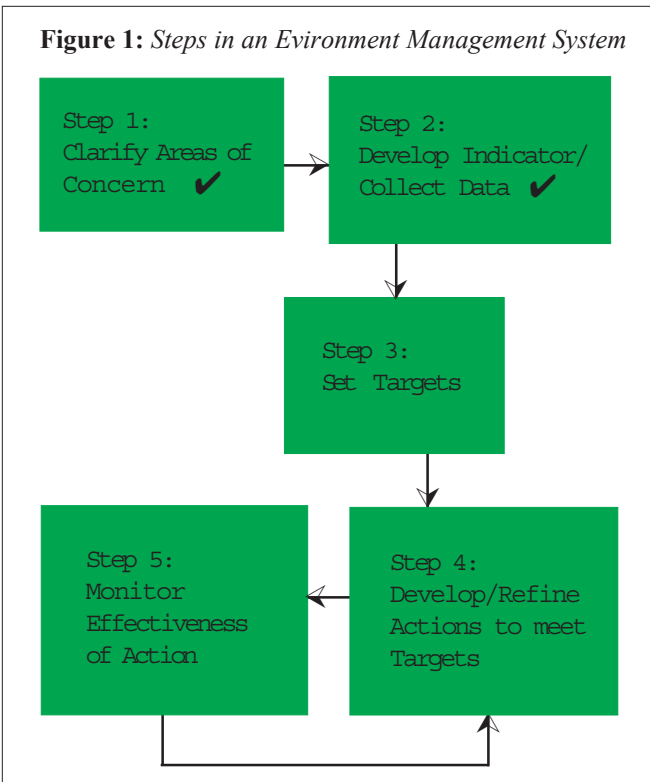 Figure 1: Steps in an Evironment Management System
Step 1:
Clarify Areas of
Concern ✔
Step 2:
Develop Indicator/
Collect Data ✔
Step 3:
Set Targets
Step 4:
Develop/Refine
Actions to meet
Targets
Step 5:
Monitor
Effectiveness
of Action